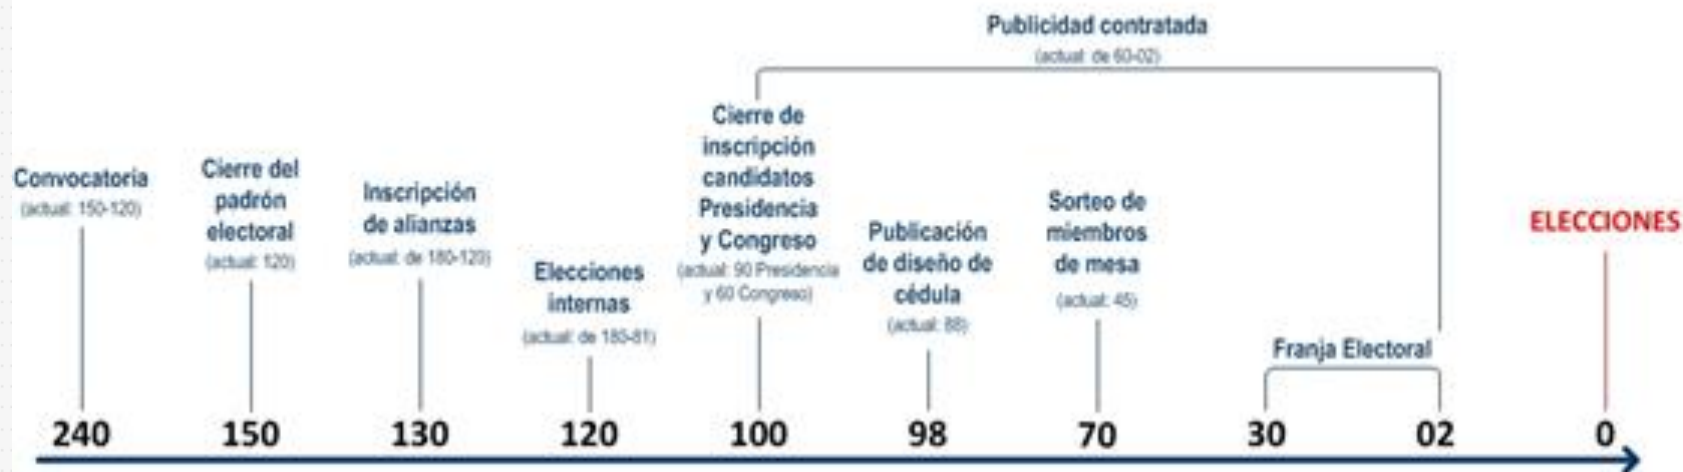 Publicidad contratada
(actual: de 60-02)
Convocatoria
(actual: 150-120)
Cierre del
padrón
electoral
(actual: 120)
Inscripción
de alianzas
(actual: de 180-120)
Elecciones
internas
(actual: de 180-81)
Cierre de
inscripción
candidatos
Presidencia
y Congreso
(actual: 90 Presidencia
y 60 Congreso)
Publicación
de diseño de
cédula
(actual: 88)
Sorteo de
miembros
de mesa
(actual: 45)
Franja Electoral
ELECCIONES
240 150 130 120 100 98 70 30 02 0